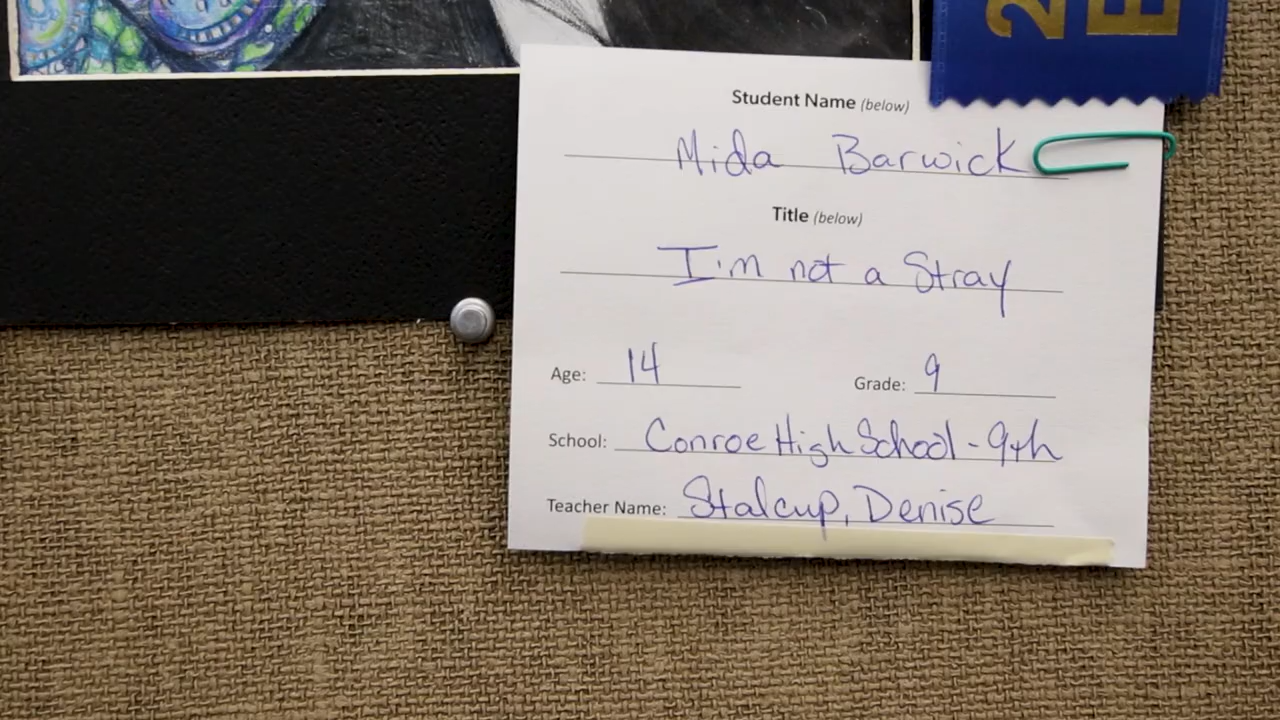 Student Name (below)
Mida Barwick
Title (below)
I'm not a Stray
Age: 14 Grade: 9
School: Conroe High School - 9th
Teacher Name: Stalcup, Denise